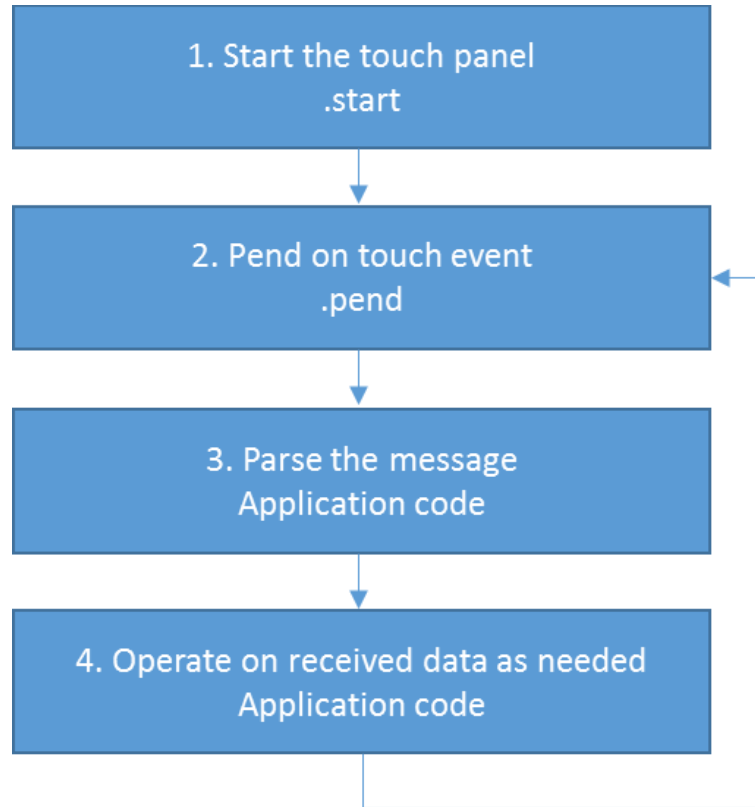 1. Start the touch panel
.start
2. Pend on touch event
.pend
3. Parse the message
Application code
4. Operate on received data as needed
Application code